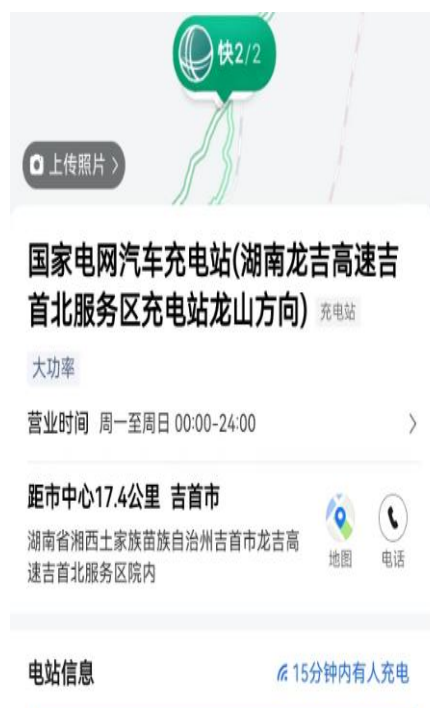 快2/2
上传照片 >
国家电网汽车充电站(湖南龙吉高速吉
首北服务区充电站龙山方向) 充电站
大功率
营业时间 周一至周日 00:00-24:00 >
距市中心17.4公里 吉首市
湖南省湘西土家族苗族自治州吉首市龙吉高
速吉首北服务区院内
地图
电话
电站信息
15分钟内有人充电